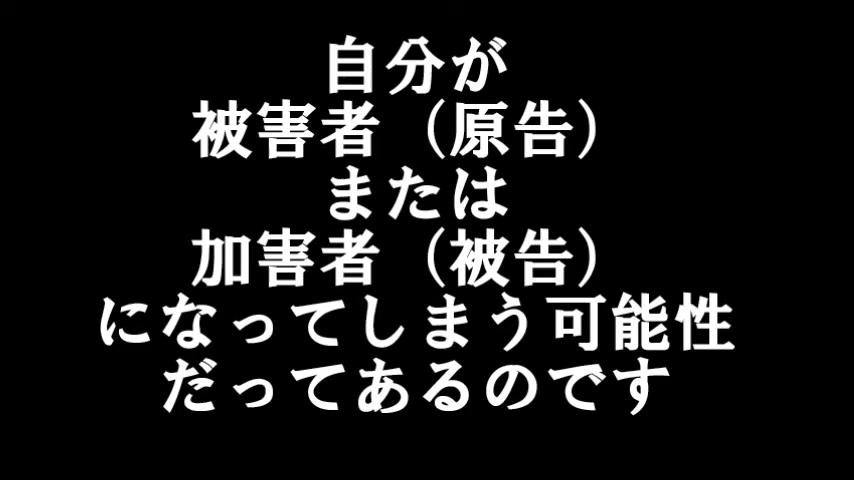 自分が
被害者（原告）
または
加害者（被告）
になってしまう可能性
だってあるのです